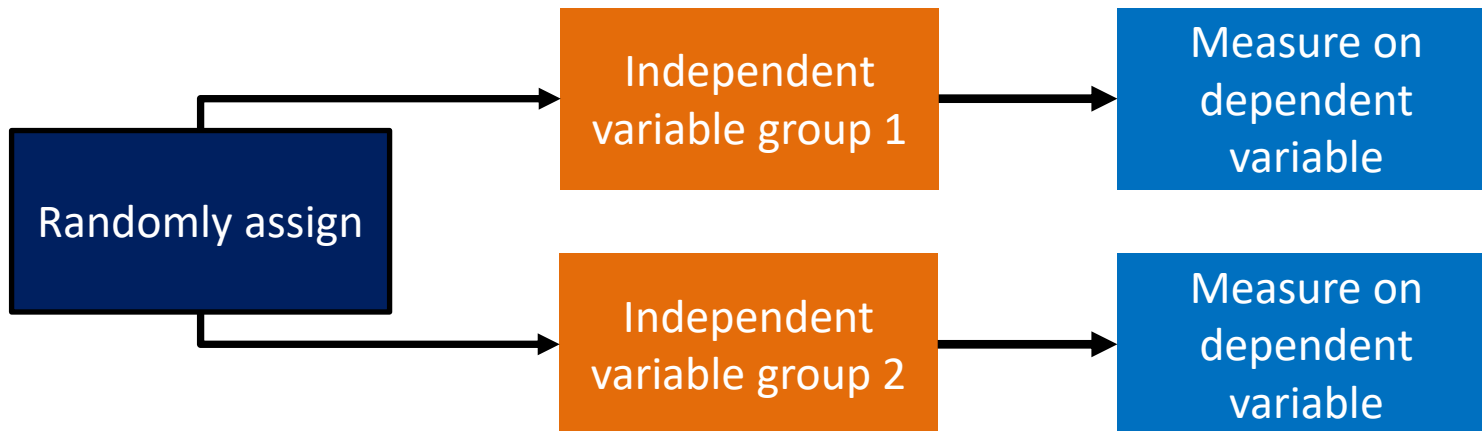 Randomly assign
Independent
variable group 1
Measure on
dependent
variable
Independent
variable group 2
Measure on
dependent
variable